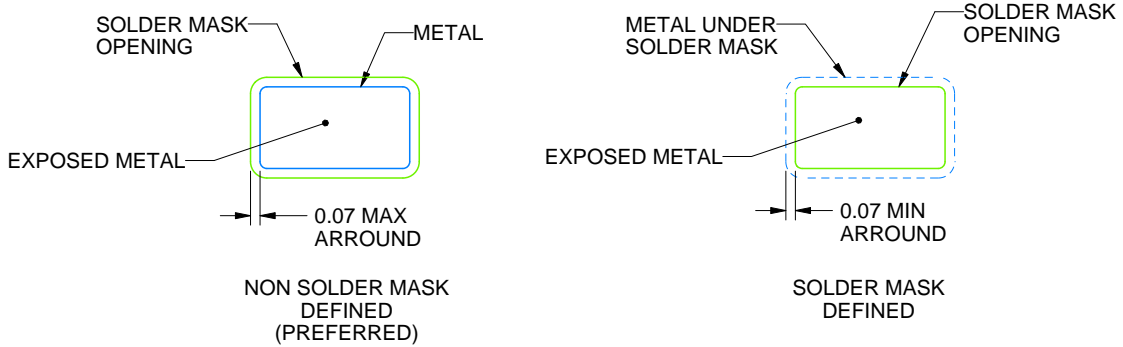 SOLDER MASK
OPENING
METAL
EXPOSED METAL
0.07 MAX
ARROUND
NON SOLDER MASK
DEFINED
(PREFERRED)
METAL UNDER
SOLDER MASK
SOLDER MASK
OPENING
EXPOSED METAL
0.07 MIN
ARROUND
SOLDER MASK
DEFINED